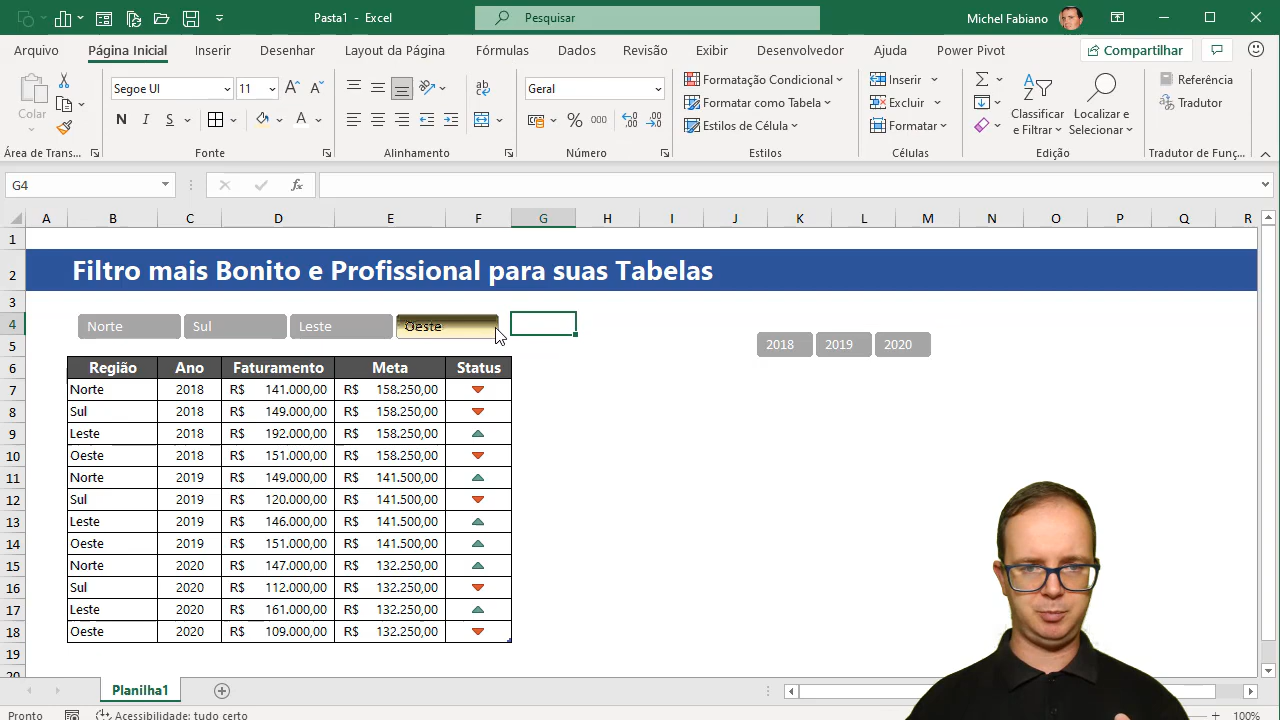 Pasta1 - Excel
Pesquisar
Michel Fabiano
Arquivo Página Inicial Inserir Desenhar Layout da Página Fórmulas Dados Revisão Exibir Desenvolvedor Ajuda Power Pivot Compartilhar
Colar
Segoe UI 11
N I S A
ab
Geral
% 000
Formatação Condicional
Formatar como Tabela
Estilos de Célula
Inserir
Excluir
Formatar
Classificar e Filtrar
Localizar e Selecionar
Referência
Tradutor
Área de Trans... Fonte Alinhamento Número Estilos Células Edição Tradutor de Funç...
G4 fx
A B C D E F G H I J K L M N O P Q R
1
2 Filtro mais Bonito e Profissional para suas Tabelas
3
4 Norte Sul Leste Oeste
5 2018 2019 2020
6 Região Ano Faturamento Meta Status
7 Norte 2018 R$ 141.000,00 R$ 158.250,00
8 Sul 2018 R$ 149.000,00 R$ 158.250,00
9 Leste 2018 R$ 192.000,00 R$ 158.250,00
10 Oeste 2018 R$ 151.000,00 R$ 158.250,00
11 Norte 2019 R$ 149.000,00 R$ 141.500,00
12 Sul 2019 R$ 120.000,00 R$ 141.500,00
13 Leste 2019 R$ 146.000,00 R$ 141.500,00
14 Oeste 2019 R$ 151.000,00 R$ 141.500,00
15 Norte 2020 R$ 147.000,00 R$ 132.250,00
16 Sul 2020 R$ 112.000,00 R$ 132.250,00
17 Leste 2020 R$ 161.000,00 R$ 132.250,00
18 Oeste 2020 R$ 109.000,00 R$ 132.250,00
19
20
Planilha1
Pronto Acessibilidade: tudo certo 100%